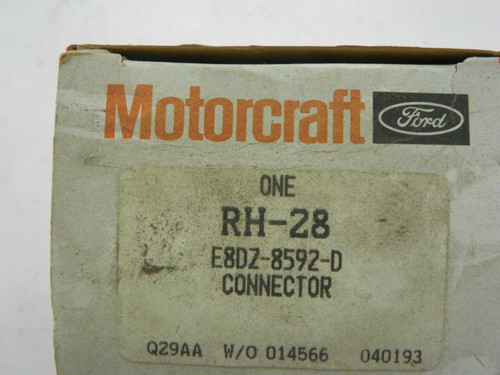 Motorcraft Ford
ONE
RH-28
E8DZ-8592-D
CONNECTOR
Q29AA W/O 014566 040193